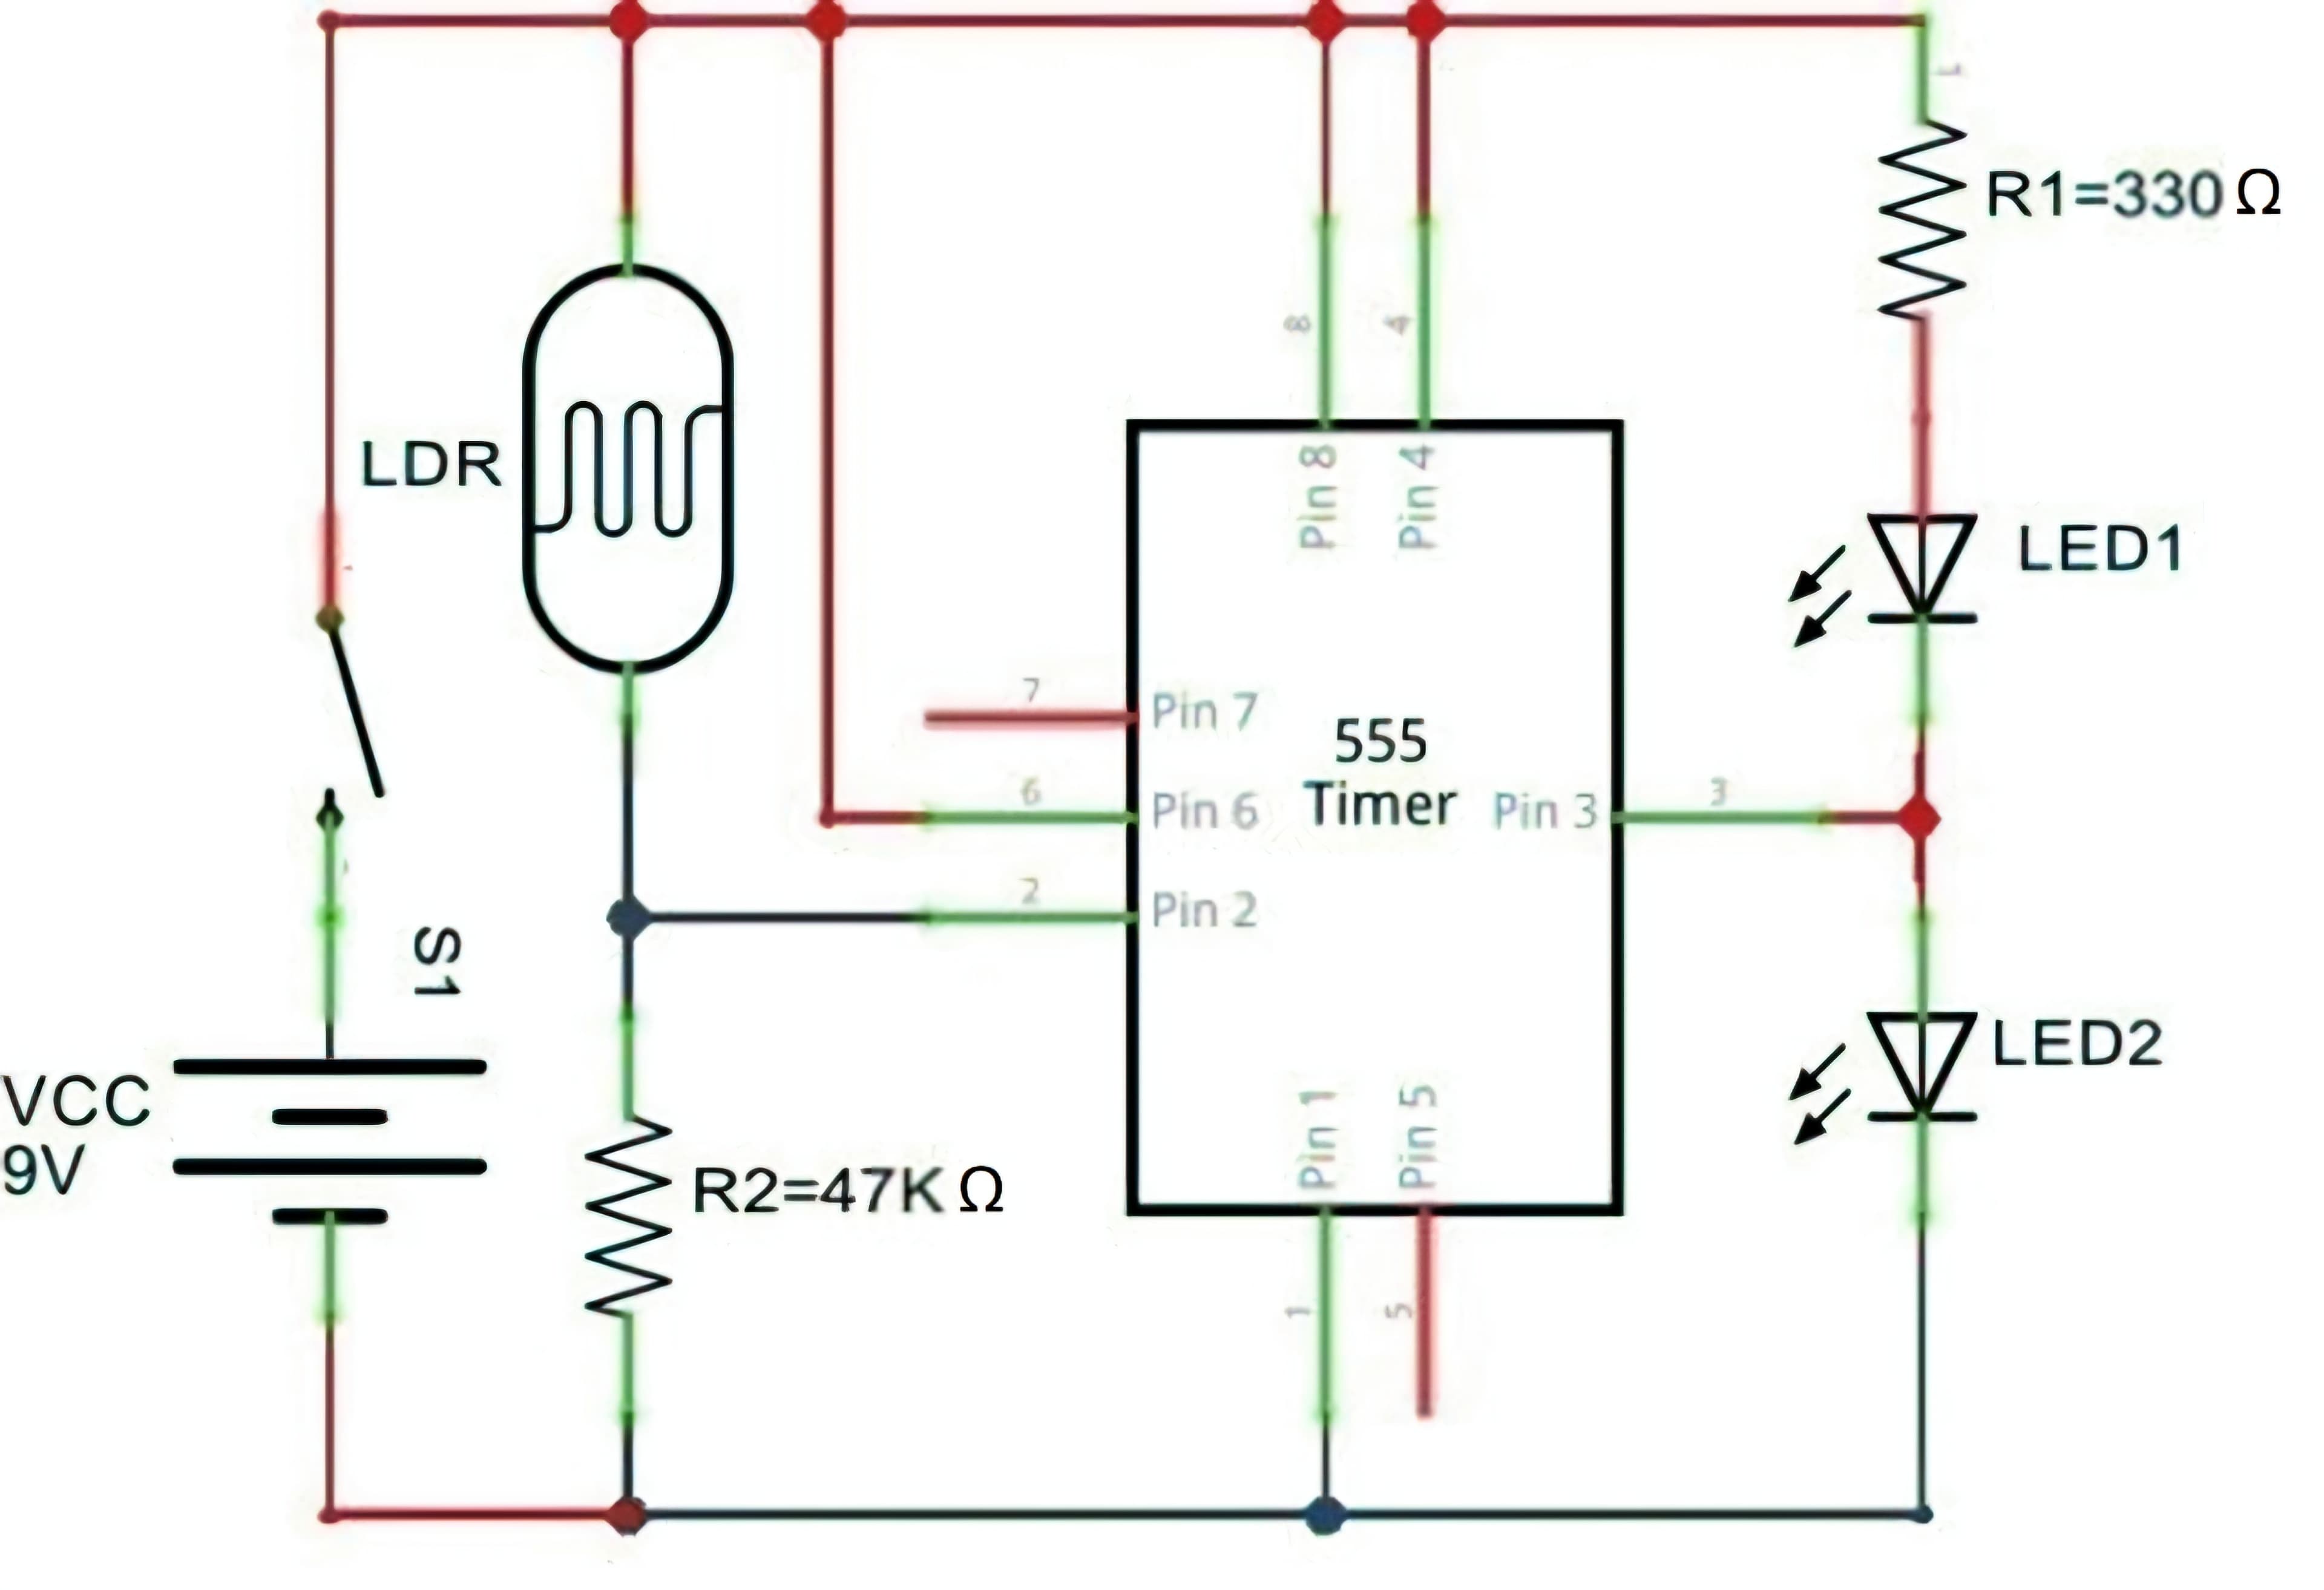 1
R1=330 Ω
8
4
Pin 8
Pin 4
LDR
LED1
7
Pin 7
555
Timer
6
Pin 6
Pin 3
3
2
Pin 2
S1
VCC
9V
LED2
R2=47K Ω
Pin 1
Pin 5
1
5